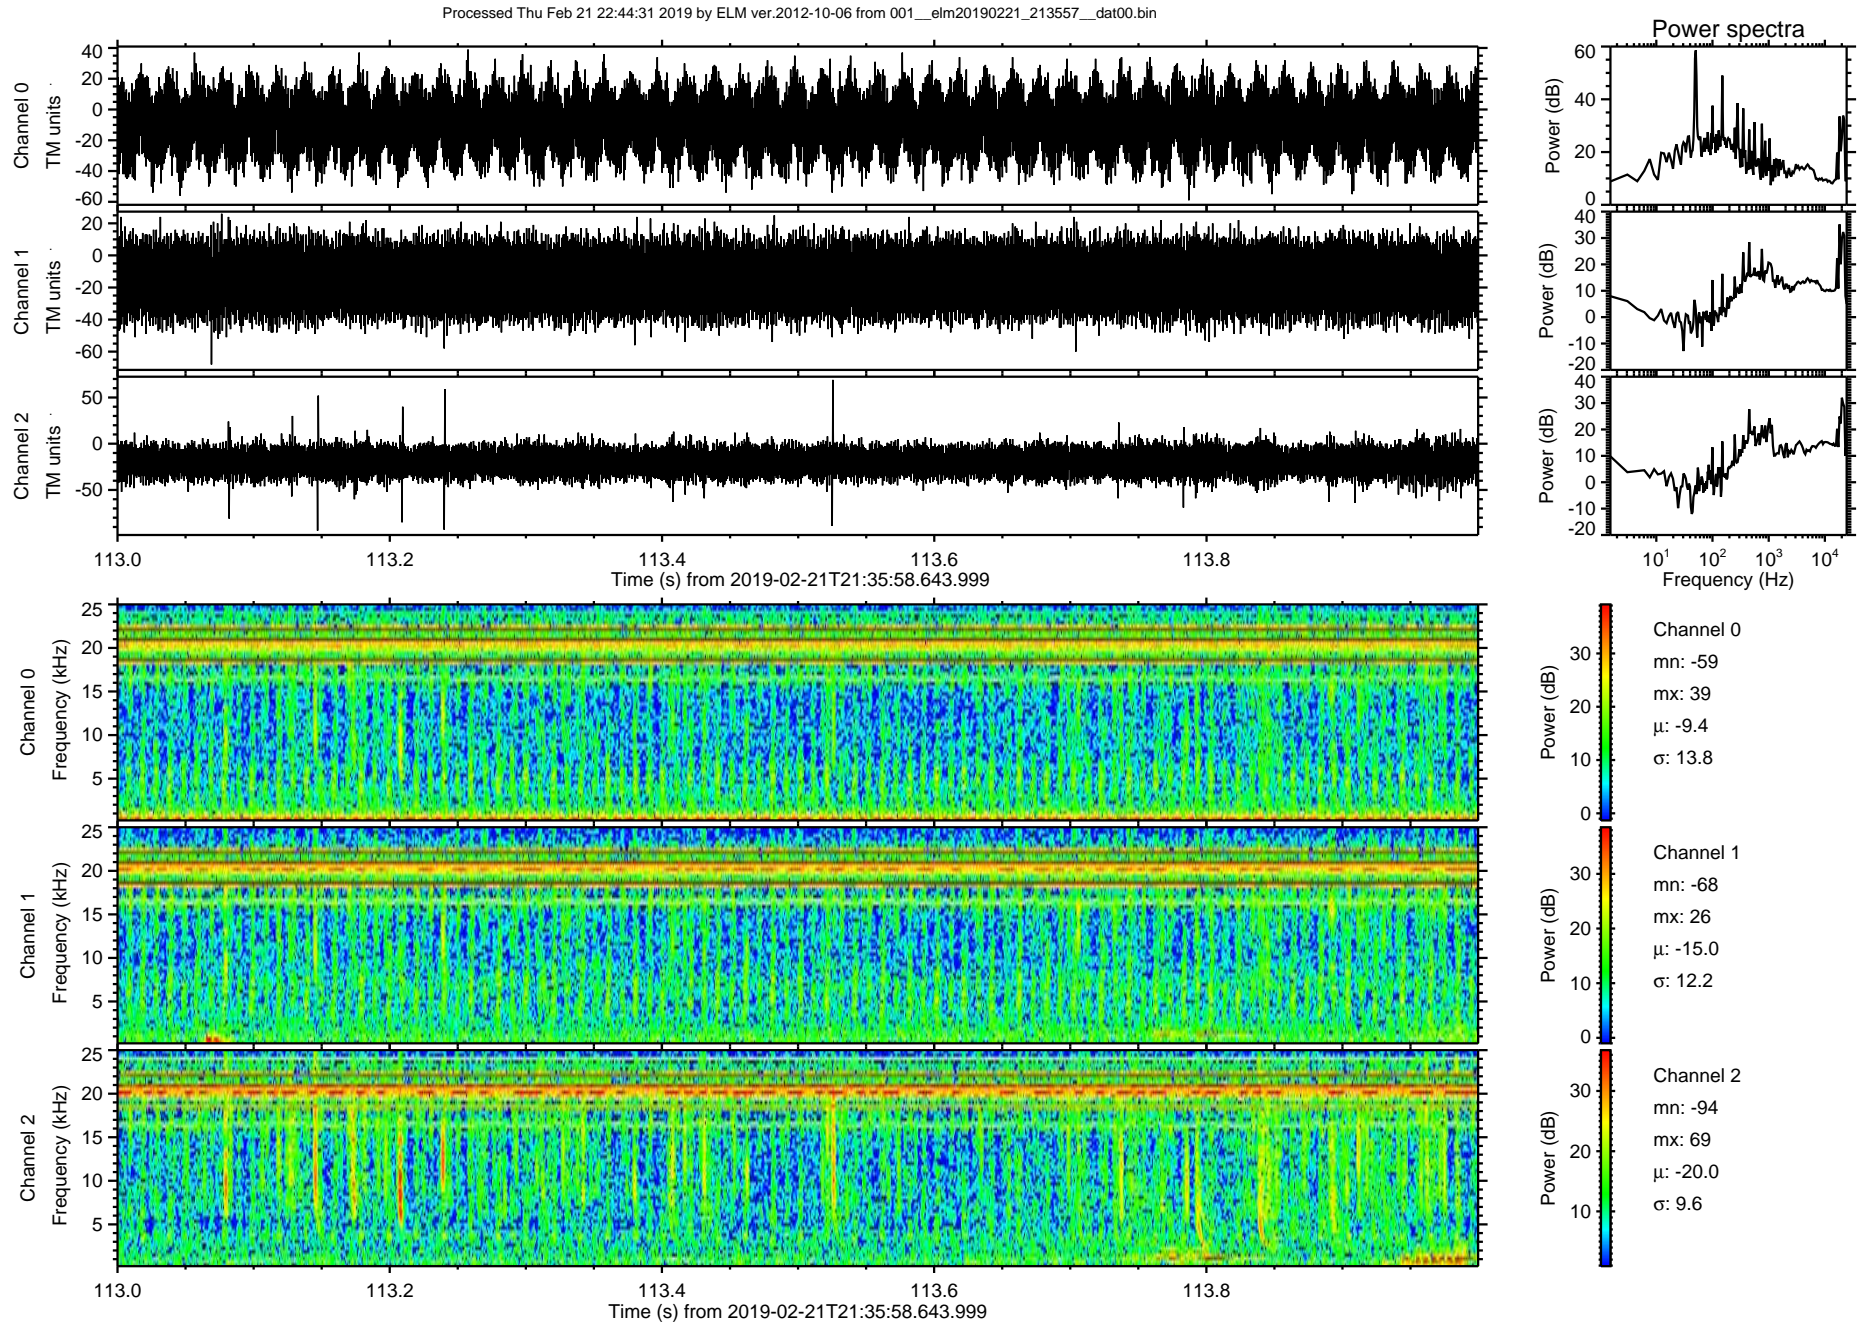 Processed Thu Feb 21 22:44:31 2019 by ELM ver.2012-10-06 from 001__elm20190221_213557__dat00.bin
Power spectra
Channel 0
TM units
40
20
0
-20
-40
-60
Power (dB)
60
40
20
0
Channel 1
TM units
20
0
-20
-40
-60
Power (dB)
40
30
20
10
0
-10
-20
Channel 2
TM units
50
0
-50
Power (dB)
40
30
20
10
0
-10
-20
113.0 113.2 113.4 113.6 113.8
Time (s) from 2019-02-21T21:35:58.643.999
10¹ 10² 10³ 10⁴
Frequency (Hz)
Channel 0
Frequency (kHz)
25
20
15
10
5
Power (dB)
30
20
10
0
Channel 0
mn: -59
mx: 39
µ: -9.4
σ: 13.8
Channel 1
Frequency (kHz)
25
20
15
10
5
Power (dB)
30
20
10
0
Channel 1
mn: -68
mx: 26
µ: -15.0
σ: 12.2
Channel 2
Frequency (kHz)
25
20
15
10
5
Power (dB)
30
20
10
Channel 2
mn: -94
mx: 69
µ: -20.0
σ: 9.6
113.0 113.2 113.4 113.6 113.8
Time (s) from 2019-02-21T21:35:58.643.999